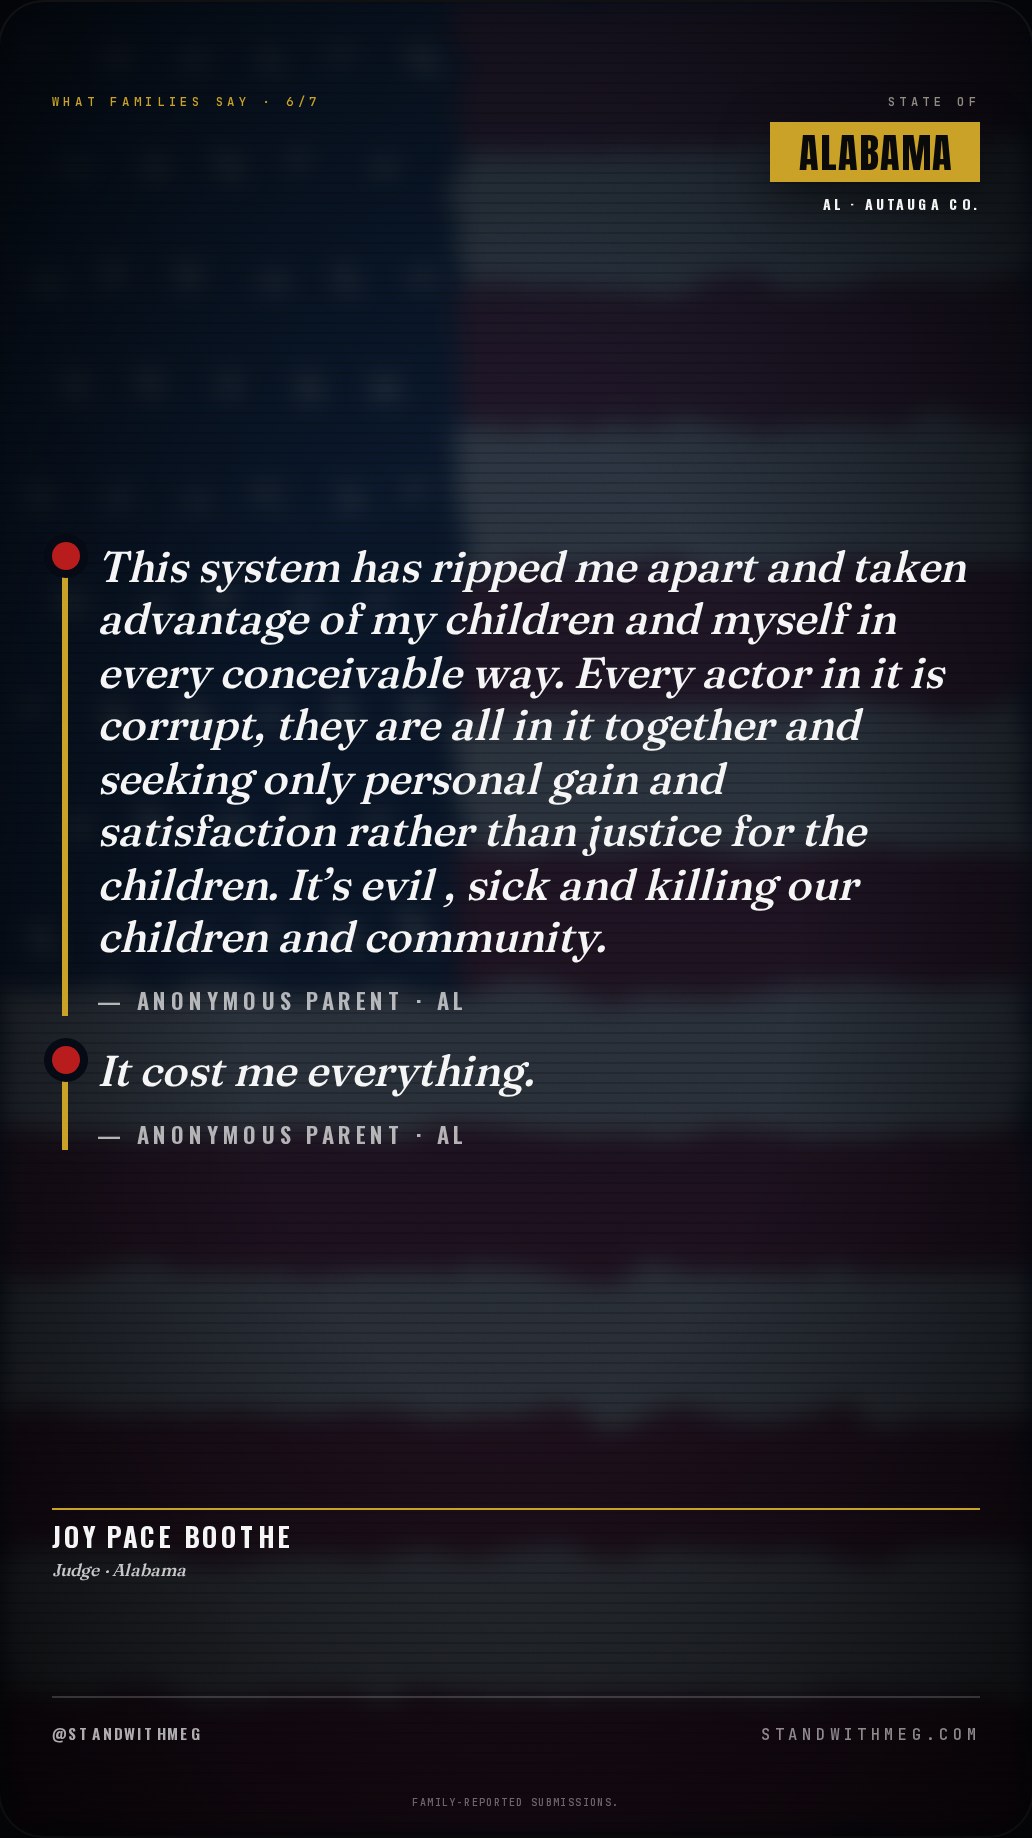 WHAT FAMILIES SAY · 6/7
STATE OF
ALABAMA
AL · AUTAUGA CO.
This system has ripped me apart and taken
advantage of my children and myself in
every conceivable way. Every actor in it is
corrupt, they are all in it together and
seeking only personal gain and
satisfaction rather than justice for the
children. It’s evil , sick and killing our
children and community.
— ANONYMOUS PARENT · AL
It cost me everything.
— ANONYMOUS PARENT · AL
JOY PACE BOOTHE
Judge · Alabama
@STANDWITHMEG
STANDWITHMEG.COM
FAMILY-REPORTED SUBMISSIONS.